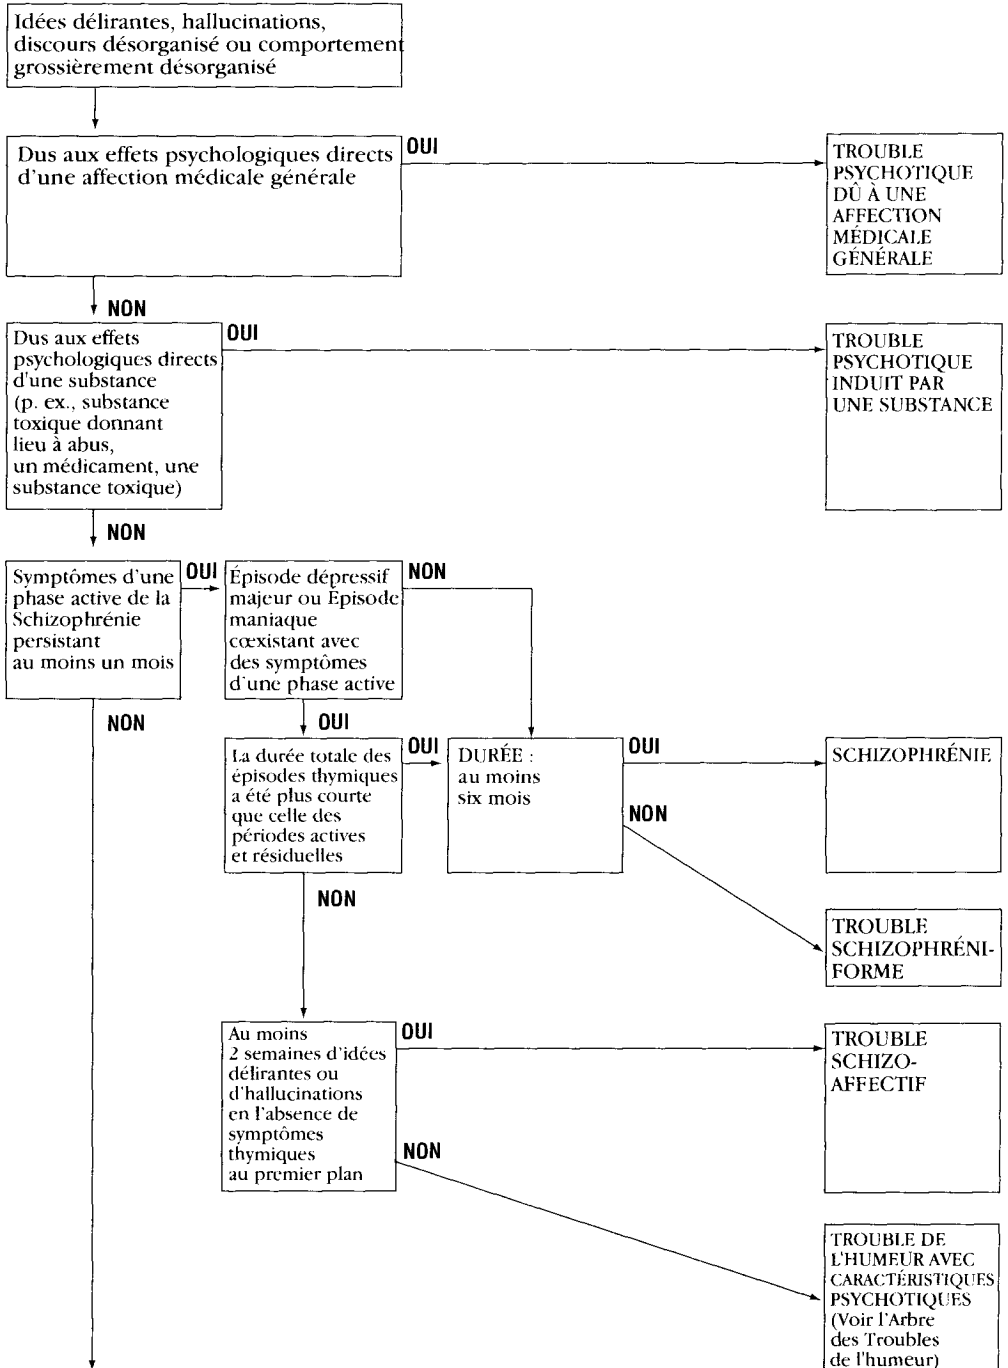 Idées délirantes, hallucinations,
discours désorganisé ou comportement
grossièrement désorganisé
Dus aux effets psychologiques directs
d'une affection médicale générale
OUI
TROUBLE
PSYCHOTIQUE
DÛ À UNE
AFFECTION
MÉDICALE
GÉNÉRALE
NON
Dus aux effets
psychologiques directs
d'une substance
(p. ex., substance
toxique donnant
lieu à abus,
un médicament, une
substance toxique)
OUI
TROUBLE
PSYCHOTIQUE
INDUIT PAR
UNE SUBSTANCE
NON
Symptômes d'une
phase active de la
Schizophrénie
persistant
au moins un mois
OUI
Épisode dépressif
majeur ou Épisode
maniaque
cœxistant avec
des symptômes
d'une phase active
NON
NON
OUI
La durée totale des
épisodes thymiques
a été plus courte
que celle des
périodes actives
et résiduelles
OUI
DURÉE :
au moins
six mois
OUI
SCHIZOPHRÉNIE
NON
NON
TROUBLE
SCHIZOPHRÉNI-
FORME
Au moins
2 semaines d'idées
délirantes ou
d'hallucinations
en l'absence de
symptômes
thymiques
au premier plan
OUI
TROUBLE
SCHIZO-
AFFECTIF
NON
TROUBLE DE
L'HUMEUR AVEC
CARACTÉRISTIQUES
PSYCHOTIQUES
(Voir l'Arbre
des Troubles
de l'humeur)